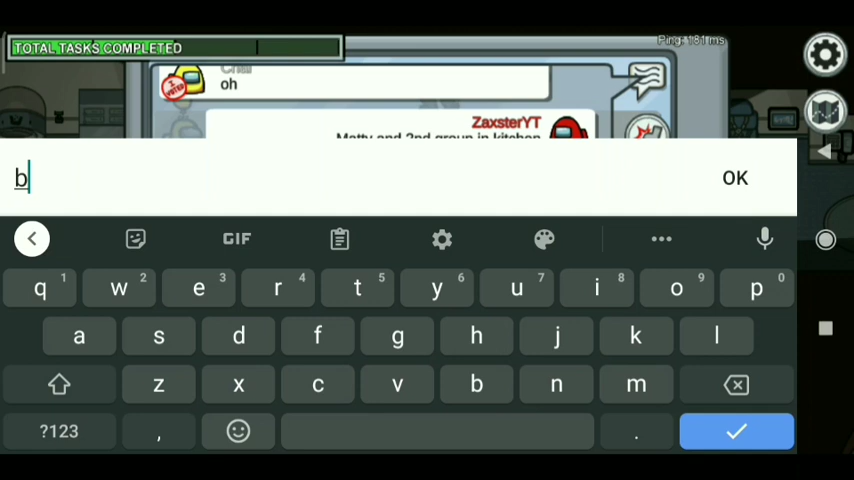 TOTAL TASKS COMPLETED
Ping: 181 ms
oh
I VOTED
ZaxsterYT
Matty and 2nd group in kitchen
b
OK
GIF
q 1 w 2 e 3 r 4 t 5 y 6 u 7 i 8 o 9 p 0
a s d f g h j k l
z x c v b n m
?123 , .